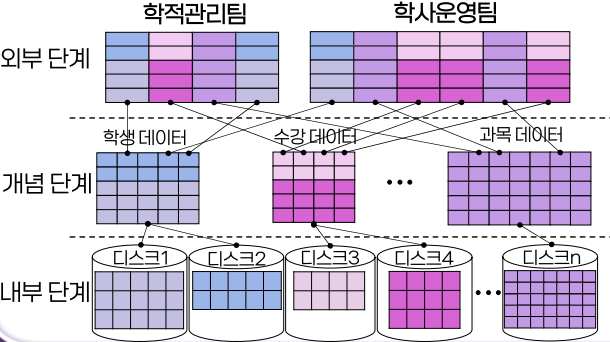 학적관리팀
학사운영팀
외부 단계
학생 데이터
수강 데이터
과목 데이터
개념 단계
디스크1
디스크2
디스크3
디스크4
디스크n
내부 단계